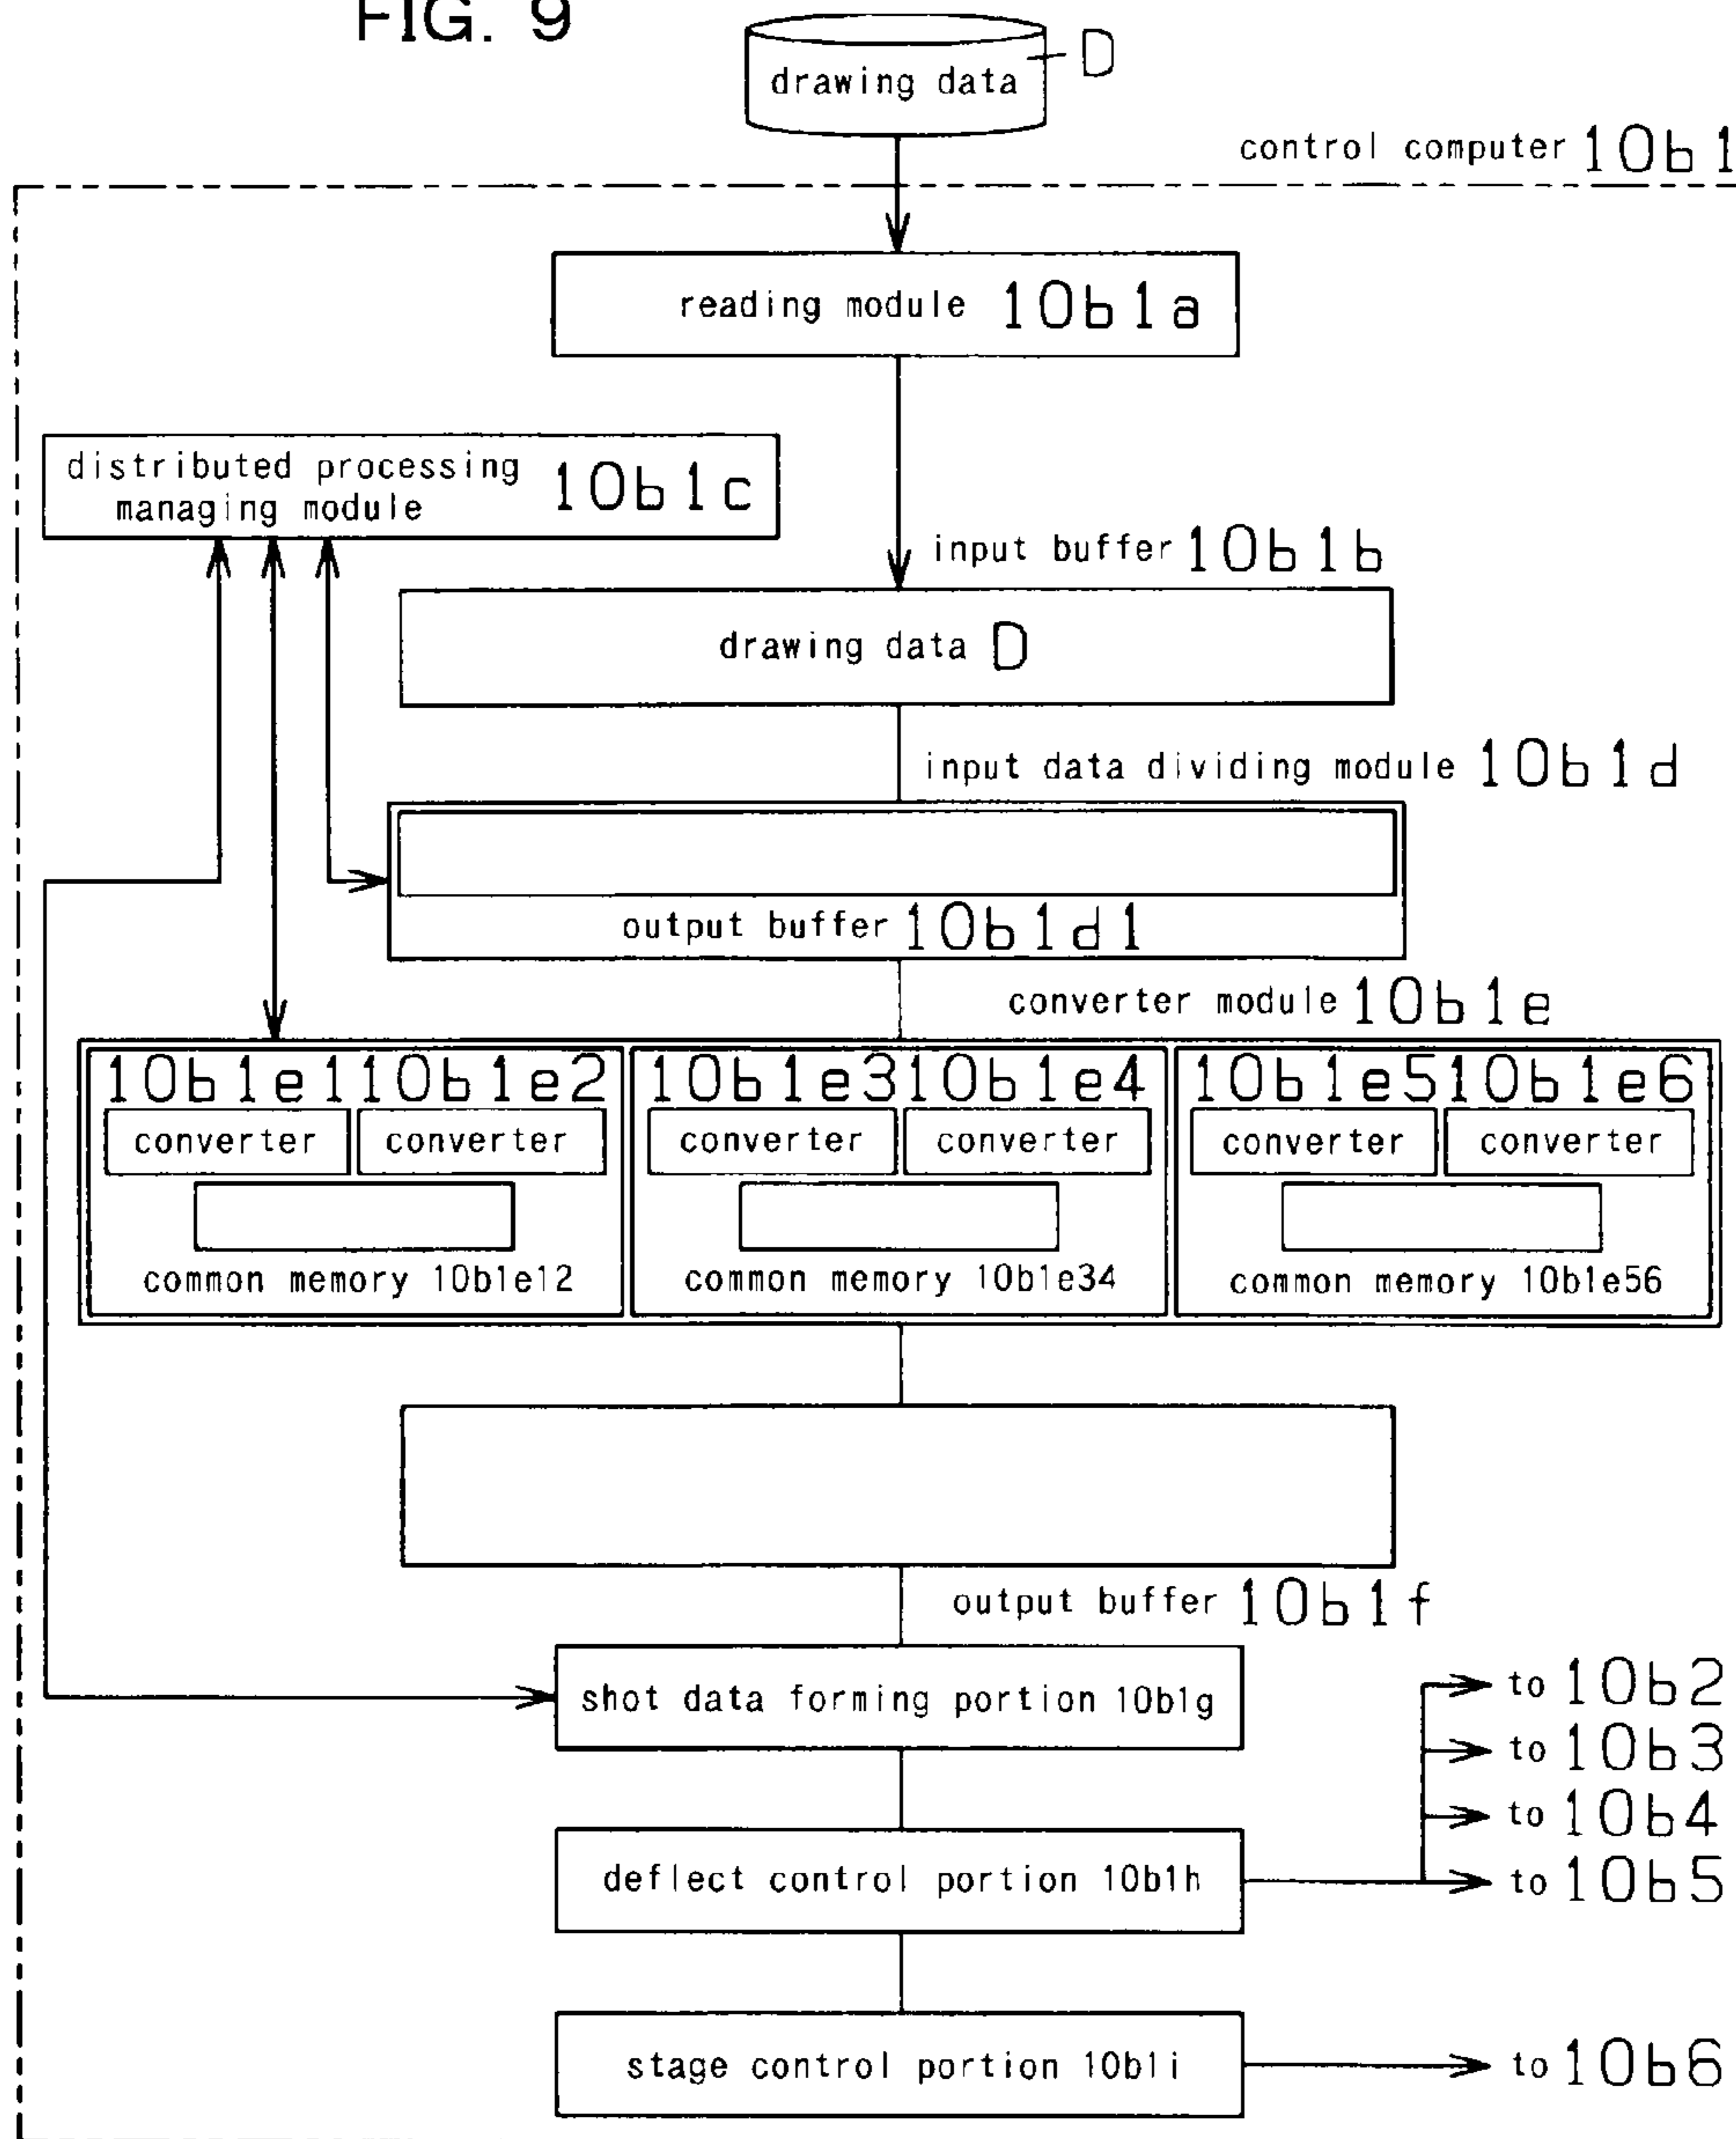 FIG. 9
drawing data
D
control computer 10b1
reading module 10b1a
distributed processing
managing module
10b1c
input buffer 10b1b
drawing data D
input data dividing module 10b1d
output buffer 10b1d1
converter module 10b1e
10b1e1 10b1e2 10b1e3 10b1e4 10b1e5 10b1e6
converter converter converter converter converter converter
common memory 10b1e12 common memory 10b1e34 common memory 10b1e56
output buffer 10b1f
shot data forming portion 10b1g
to 10b2
to 10b3
to 10b4
deflect control portion 10b1h
to 10b5
stage control portion 10b1i
to 10b6